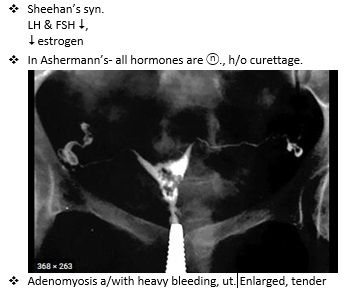 ❖ Sheehan's syn.
LH & FSH ↓,
↓ estrogen
❖ In Ashermann's- all hormones are ⓝ., h/o curettage.
368 × 263
❖ Adenomyosis a/with heavy bleeding, ut. Enlarged, tender